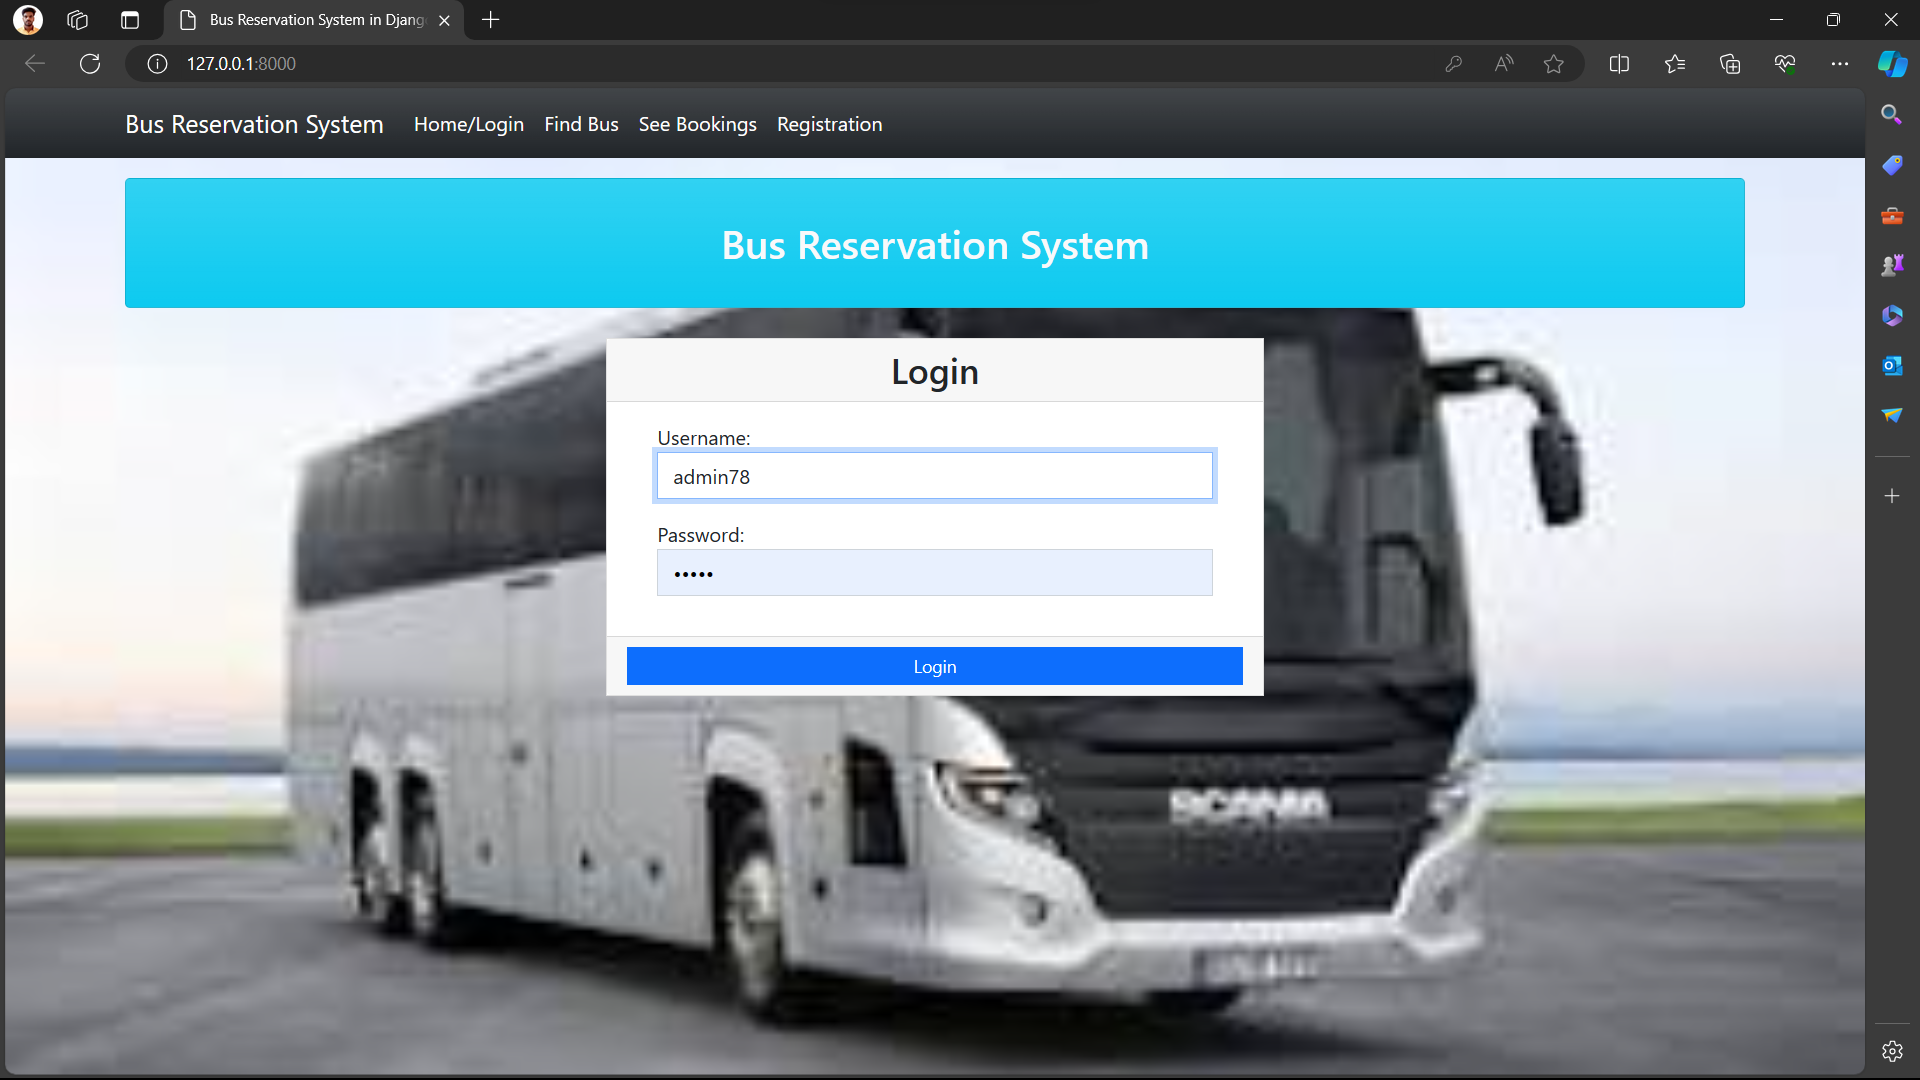 Bus Reservation System in Djang
127.0.0.1:8000
Bus Reservation System Home/Login Find Bus See Bookings Registration
Bus Reservation System
Login
Username:
admin78
Password:
•••••
Login
SCANIA